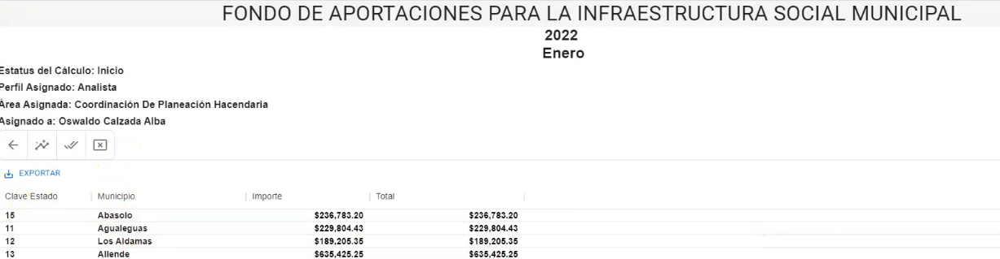 FONDO DE APORTACIONES PARA LA INFRAESTRUCTURA SOCIAL MUNICIPAL
2022
Enero
Estatus del Cálculo: Inicio
Perfil Asignado: Analista
Área Asignada: Coordinación De Planeación Hacendaria
Asignado a: Oswaldo Calzada Alba
EXPORTAR
Clave Estado Municipio Importe Total
15 Abasolo $236,783.20 $236,783.20
11 Agualeguas $229,804.43 $229,804.43
12 Los Aldamas $189,205.35 $189,205.35
13 Allende $635,425.25 $635,425.25